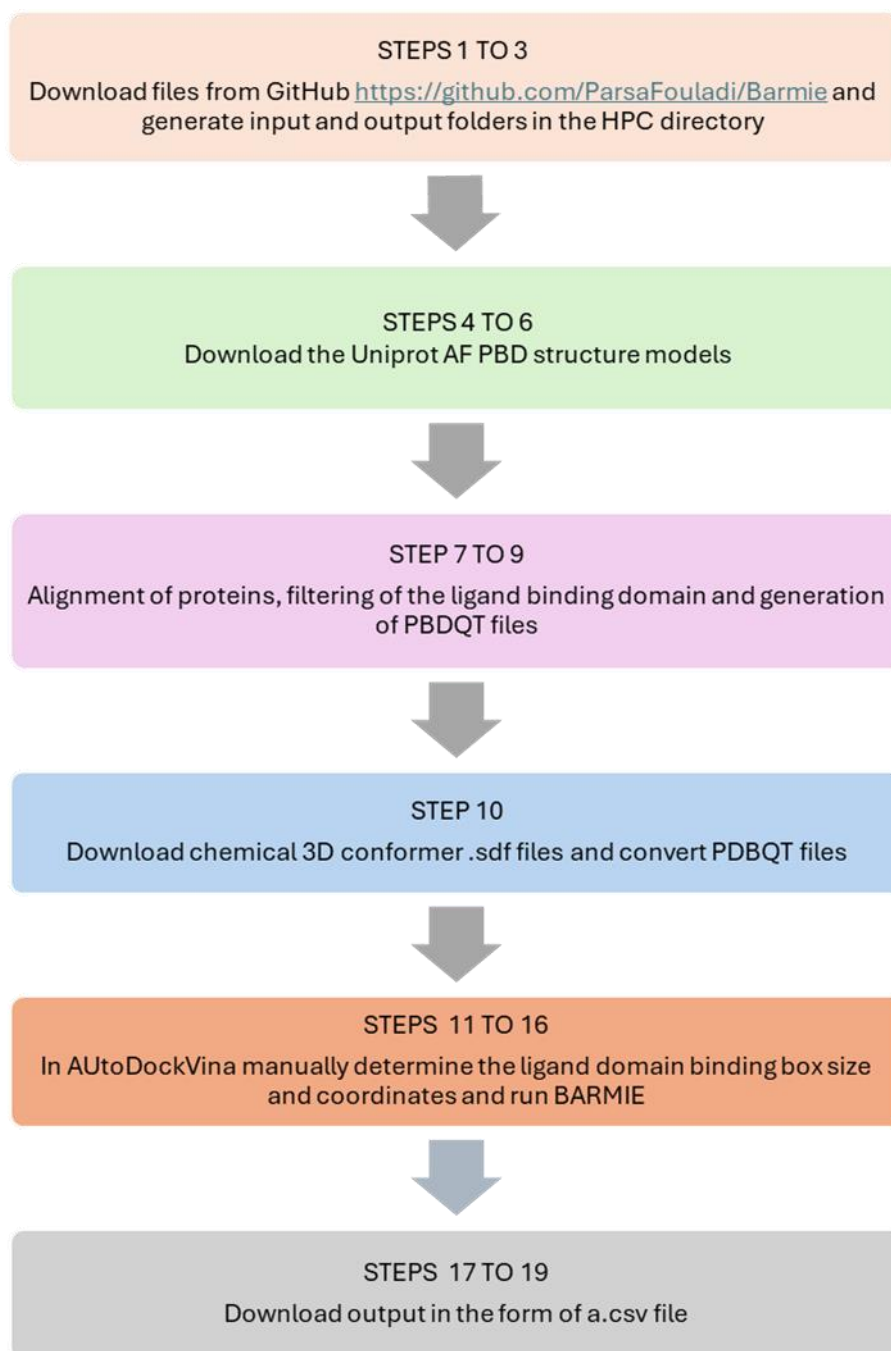 STEPS 1 TO 3
Download files from GitHub https://github.com/ParsaFouladi/Barmie and
generate input and output folders in the HPC directory
STEPS 4 TO 6
Download the Uniprot AF PBD structure models
STEP 7 TO 9
Alignment of proteins, filtering of the ligand binding domain and generation
of PBDQT files
STEP 10
Download chemical 3D conformer .sdf files and convert PDBQT files
STEPS 11 TO 16
In AUtoDockVina manually determine the ligand domain binding box size
and coordinates and run BARMIE
STEPS 17 TO 19
Download output in the form of a.csv file